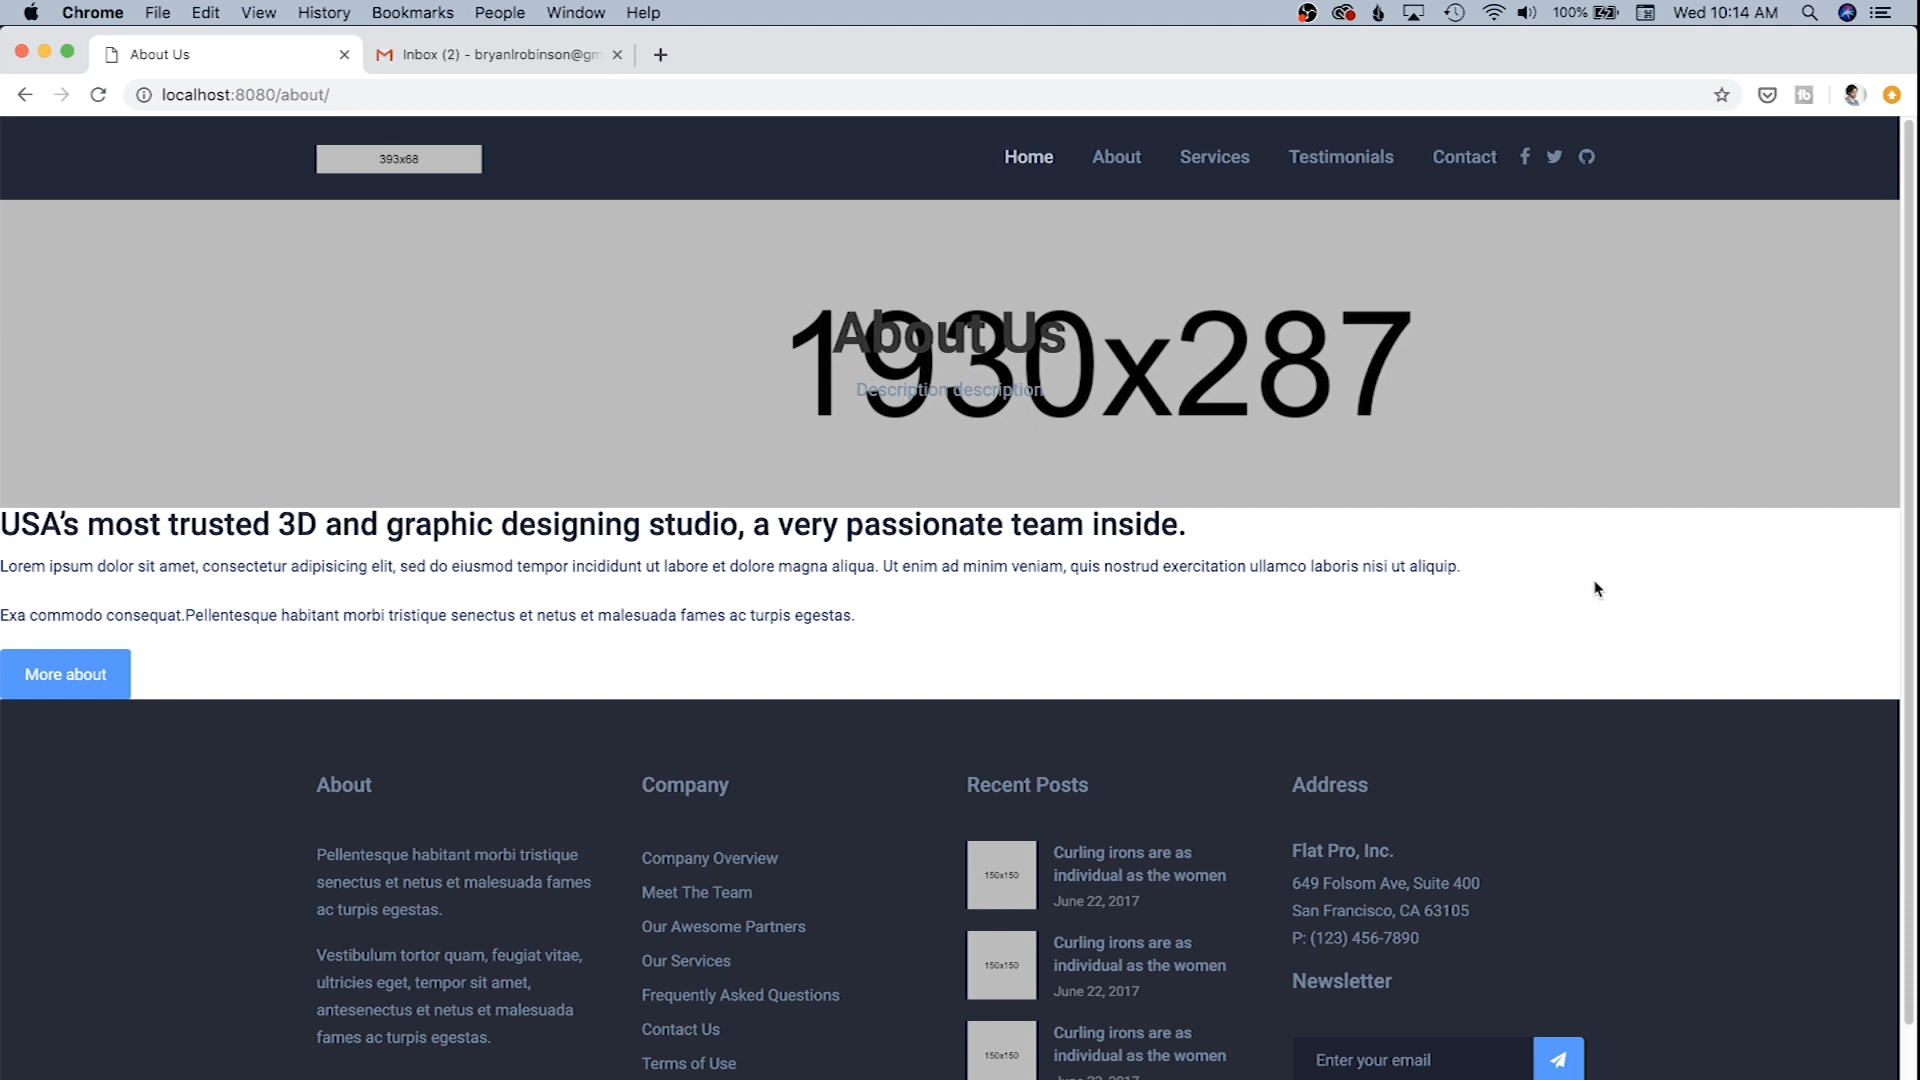 Chrome File Edit View History Bookmarks People Window Help 100% Wed 10:14 AM
About Us Inbox (2) - bryanlrobinson@gm
localhost:8080/about/
393x68 Home About Services Testimonials Contact
1930x287
About Us
Description description
USA's most trusted 3D and graphic designing studio, a very passionate team inside.
Lorem ipsum dolor sit amet, consectetur adipisicing elit, sed do eiusmod tempor incididunt ut labore et dolore magna aliqua. Ut enim ad minim veniam, quis nostrud exercitation ullamco laboris nisi ut aliquip.
Exa commodo consequat.Pellentesque habitant morbi tristique senectus et netus et malesuada fames ac turpis egestas.
More about
About
Pellentesque habitant morbi tristique
senectus et netus et malesuada fames
ac turpis egestas.
Vestibulum tortor quam, feugiat vitae,
ultricies eget, tempor sit amet,
antesenectus et netus et malesuada
fames ac turpis egestas.
Company
Company Overview
Meet The Team
Our Awesome Partners
Our Services
Frequently Asked Questions
Contact Us
Terms of Use
Recent Posts
150x150
Curling irons are as
individual as the women
June 22, 2017
150x150
Curling irons are as
individual as the women
June 22, 2017
150x150
Curling irons are as
individual as the women
Address
Flat Pro, Inc.
649 Folsom Ave, Suite 400
San Francisco, CA 63105
P: (123) 456-7890
Newsletter
Enter your email